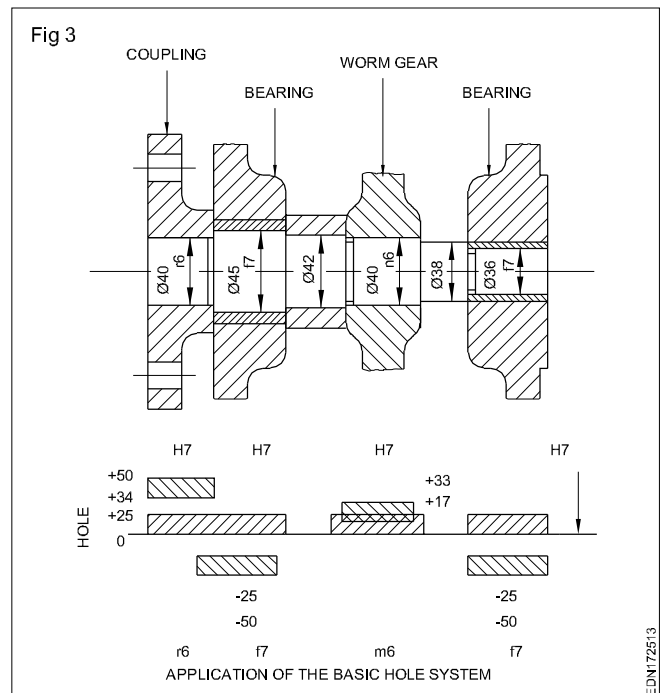 Fig 3
COUPLING
WORM GEAR
BEARING
BEARING
Ø40 r6 Ø45 f7 Ø42 Ø40 n6 Ø38 Ø36 f7
H7 H7 H7 H7
+50
+34
+25
0
HOLE
+33
+17
-25
-50
-25
-50
r6 f7 m6 f7
APPLICATION OF THE BASIC HOLE SYSTEM
EDN172513